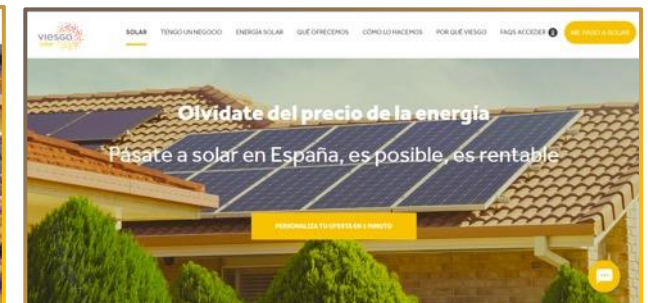 viesgo
solar
SOLAR TENGO UN NEGOCIO ENERGÍA SOLAR QUÉ OFRECEMOS CÓMO LO HACEMOS POR QUÉ VIESGO FAQS ACCEDER ME PASO A SOLAR
Olvídate del precio de la energía
Pásate a solar en España, es posible, es rentable
PERSONALIZA TU OFERTA EN 1 MINUTO